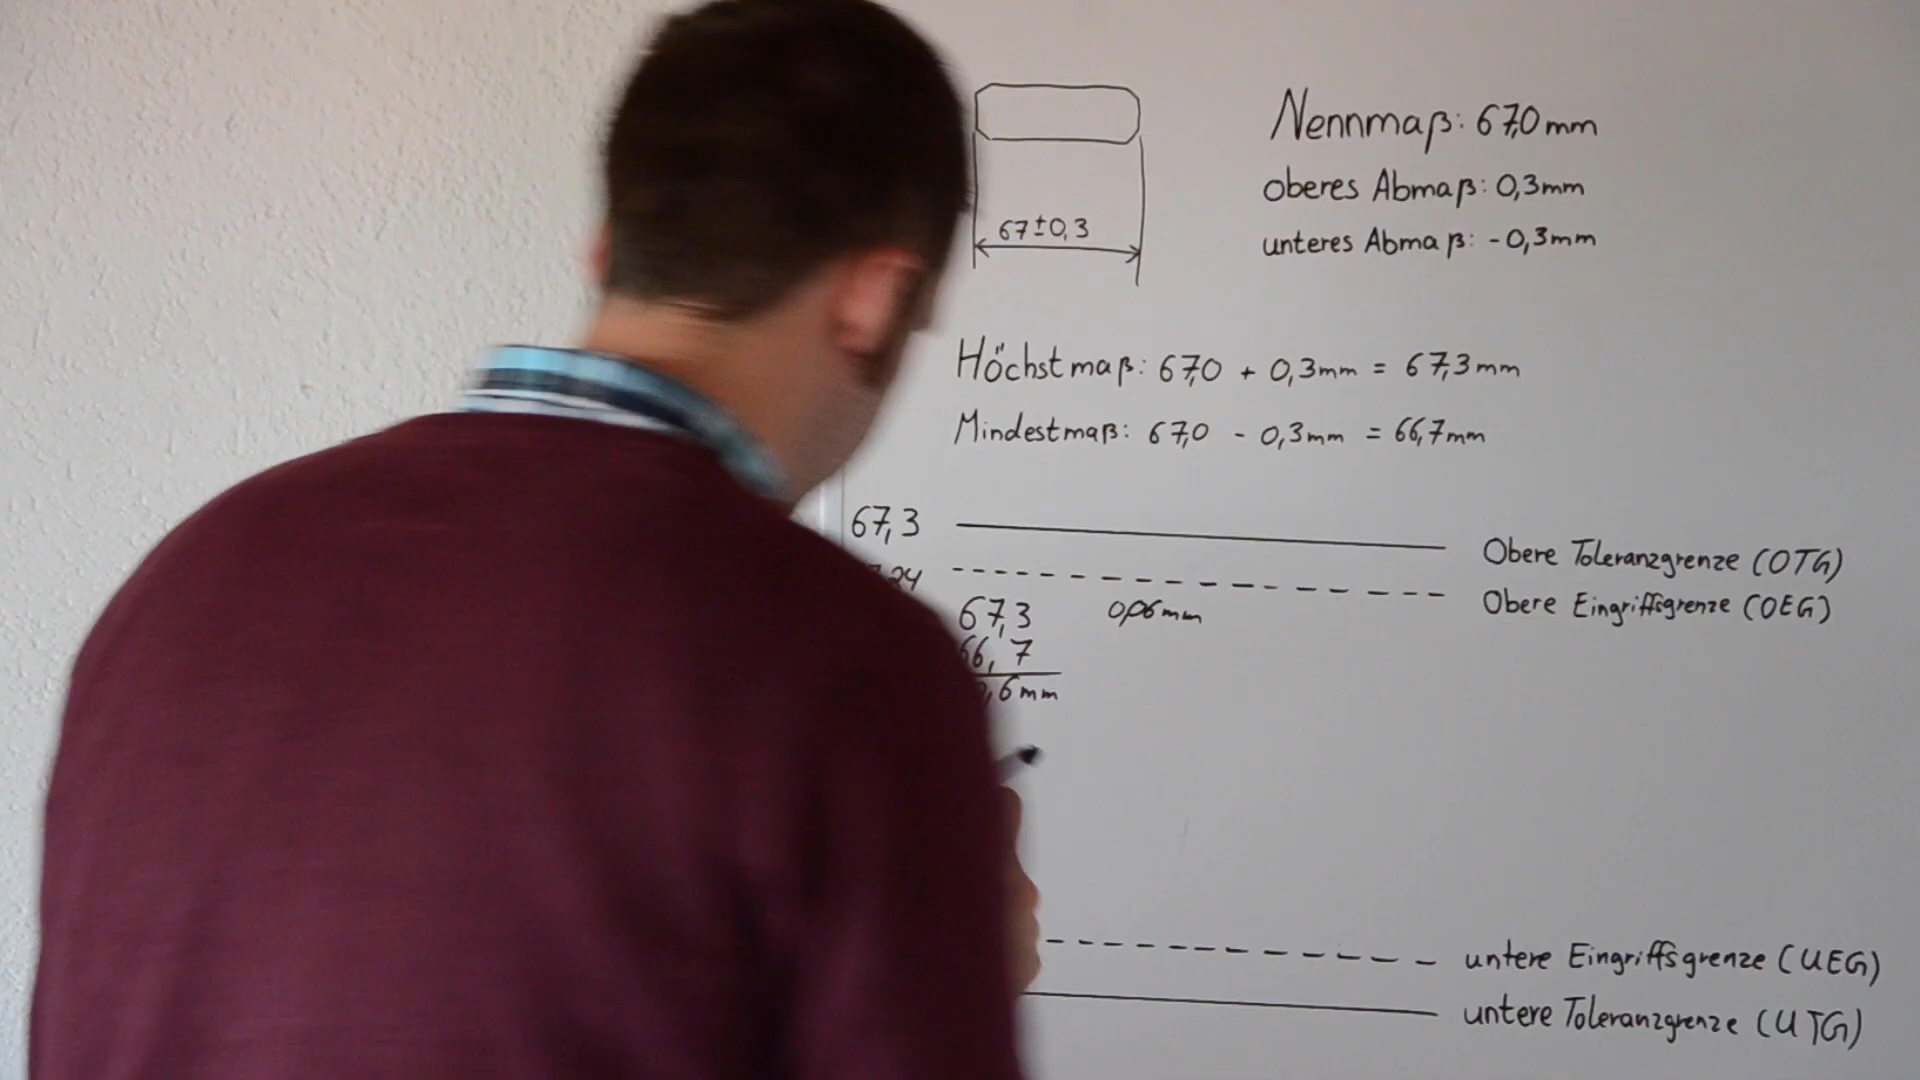 Nennmaß: 67,0 mm
oberes Abmaß: 0,3mm
67±0,3
unteres Abmaß: -0,3mm
Höchstmaß: 67,0 + 0,3mm = 67,3mm
Mindestmaß: 67,0 - 0,3mm = 66,7mm
67,3
Obere Toleranzgrenze (OTG)
24
Obere Eingriffsgrenze (OEG)
67,3 0,06mm
66,7
,6mm
untere Eingriffsgrenze (UEG)
untere Toleranzgrenze (UTG)